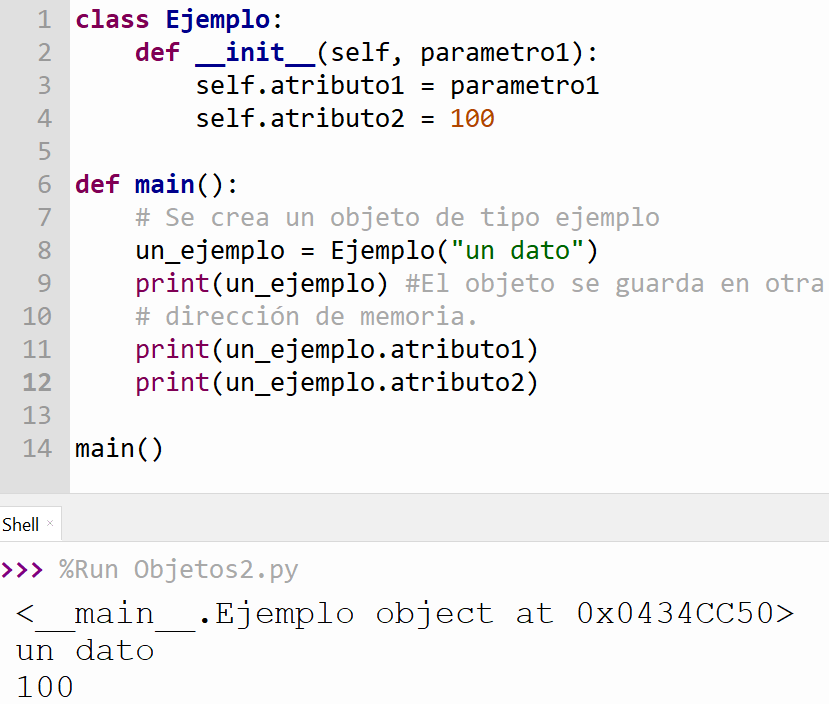 1 class Ejemplo:
2     def __init__(self, parametro1):
3         self.atributo1 = parametro1
4         self.atributo2 = 100
5
6 def main():
7     # Se crea un objeto de tipo ejemplo
8     un_ejemplo = Ejemplo("un dato")
9     print(un_ejemplo) #El objeto se guarda en otra
10     # dirección de memoria.
11     print(un_ejemplo.atributo1)
12     print(un_ejemplo.atributo2)
13
14 main()
Shell ×
>>> %Run Objetos2.py
<__main__.Ejemplo object at 0x0434CC50>
un dato
100